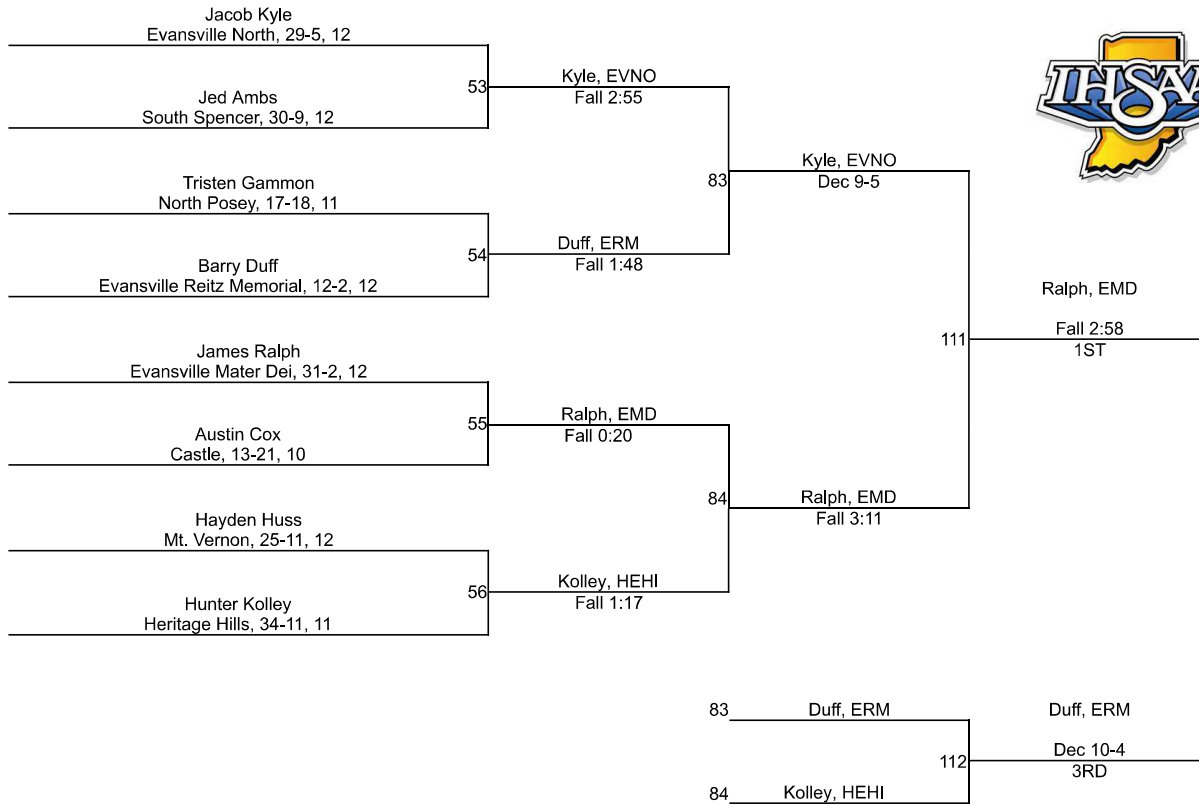 Jacob Kyle
Evansville North, 29-5, 12
53
Kyle, EVNO
Fall 2:55
Jed Ambs
South Spencer, 30-9, 12
83
Kyle, EVNO
Dec 9-5
Tristen Gammon
North Posey, 17-18, 11
54
Duff, ERM
Fall 1:48
Barry Duff
Evansville Reitz Memorial, 12-2, 12
111
Ralph, EMD
Fall 2:58
1ST
James Ralph
Evansville Mater Dei, 31-2, 12
55
Ralph, EMD
Fall 0:20
Austin Cox
Castle, 13-21, 10
84
Ralph, EMD
Fall 3:11
Hayden Huss
Mt. Vernon, 25-11, 12
56
Kolley, HEHI
Fall 1:17
Hunter Kolley
Heritage Hills, 34-11, 11
83
Duff, ERM
112
Duff, ERM
Dec 10-4
3RD
84
Kolley, HEHI
IHSAA